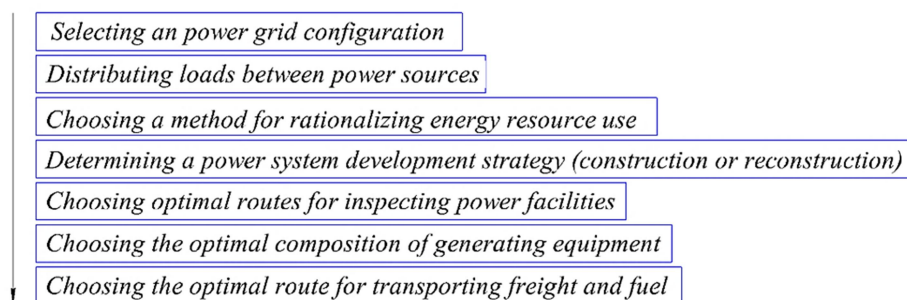 Selecting an power grid configuration
Distributing loads between power sources
Choosing a method for rationalizing energy resource use
Determining a power system development strategy (construction or reconstruction)
Choosing optimal routes for inspecting power facilities
Choosing the optimal composition of generating equipment
Choosing the optimal route for transporting freight and fuel